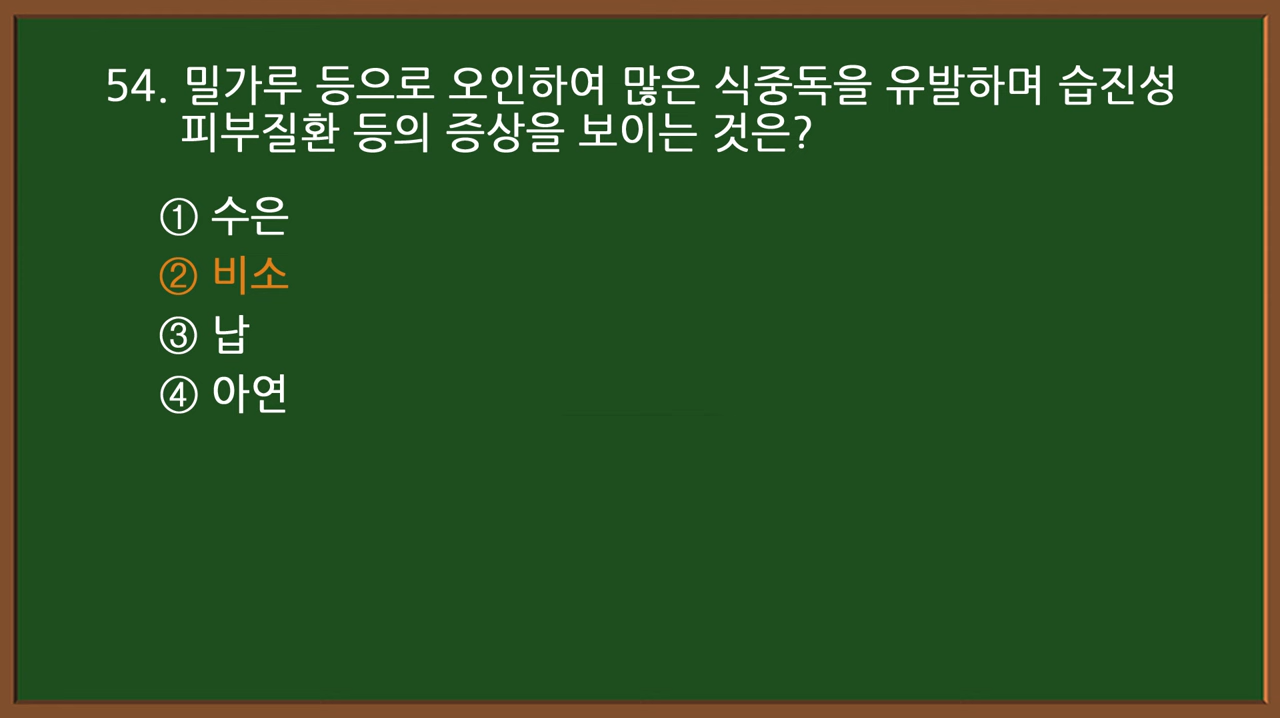 54. 밀가루 등으로 오인하여 많은 식중독을 유발하며 습진성
피부질환 등의 증상을 보이는 것은?
① 수은
② 비소
③ 납
④ 아연